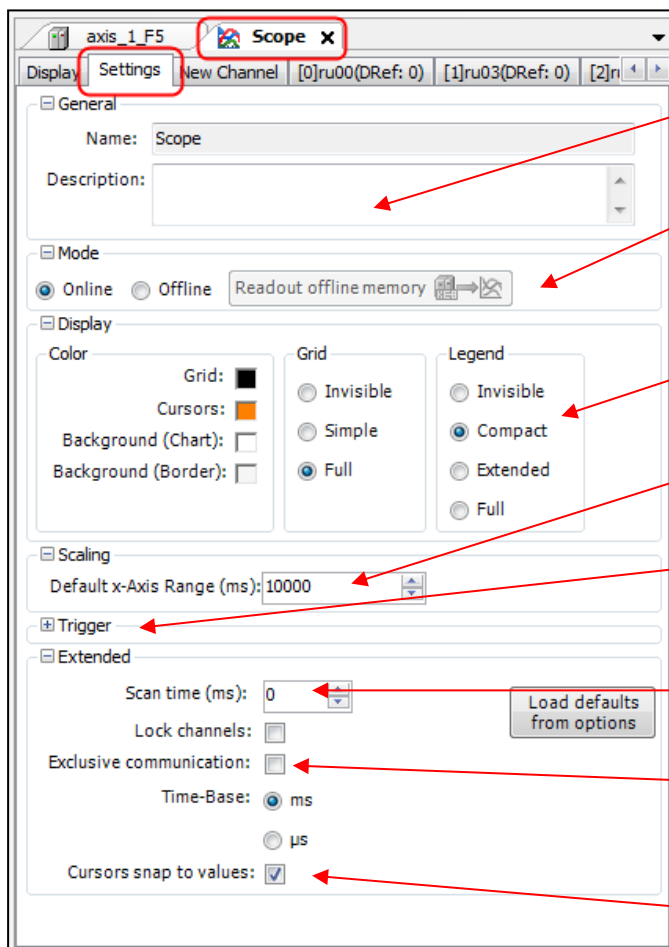 axis_1_F5 Scope
Display Settings New Channel [0]ru00(DRef: 0) [1]ru03(DRef: 0) [2]r
General
Name: Scope
Description:
Mode
Online Offline Readout offline memory
Display
Color Grid Legend
Grid: Invisible Invisible
Cursors: Simple Compact
Background (Chart): Full Extended
Background (Border): Full
Scaling
Default x-Axis Range (ms): 10000
Trigger
Extended
Scan time (ms): 0 Load defaults
from options
Lock channels:
Exclusive communication:
Time-Base: ms
µs
Cursors snap to values: